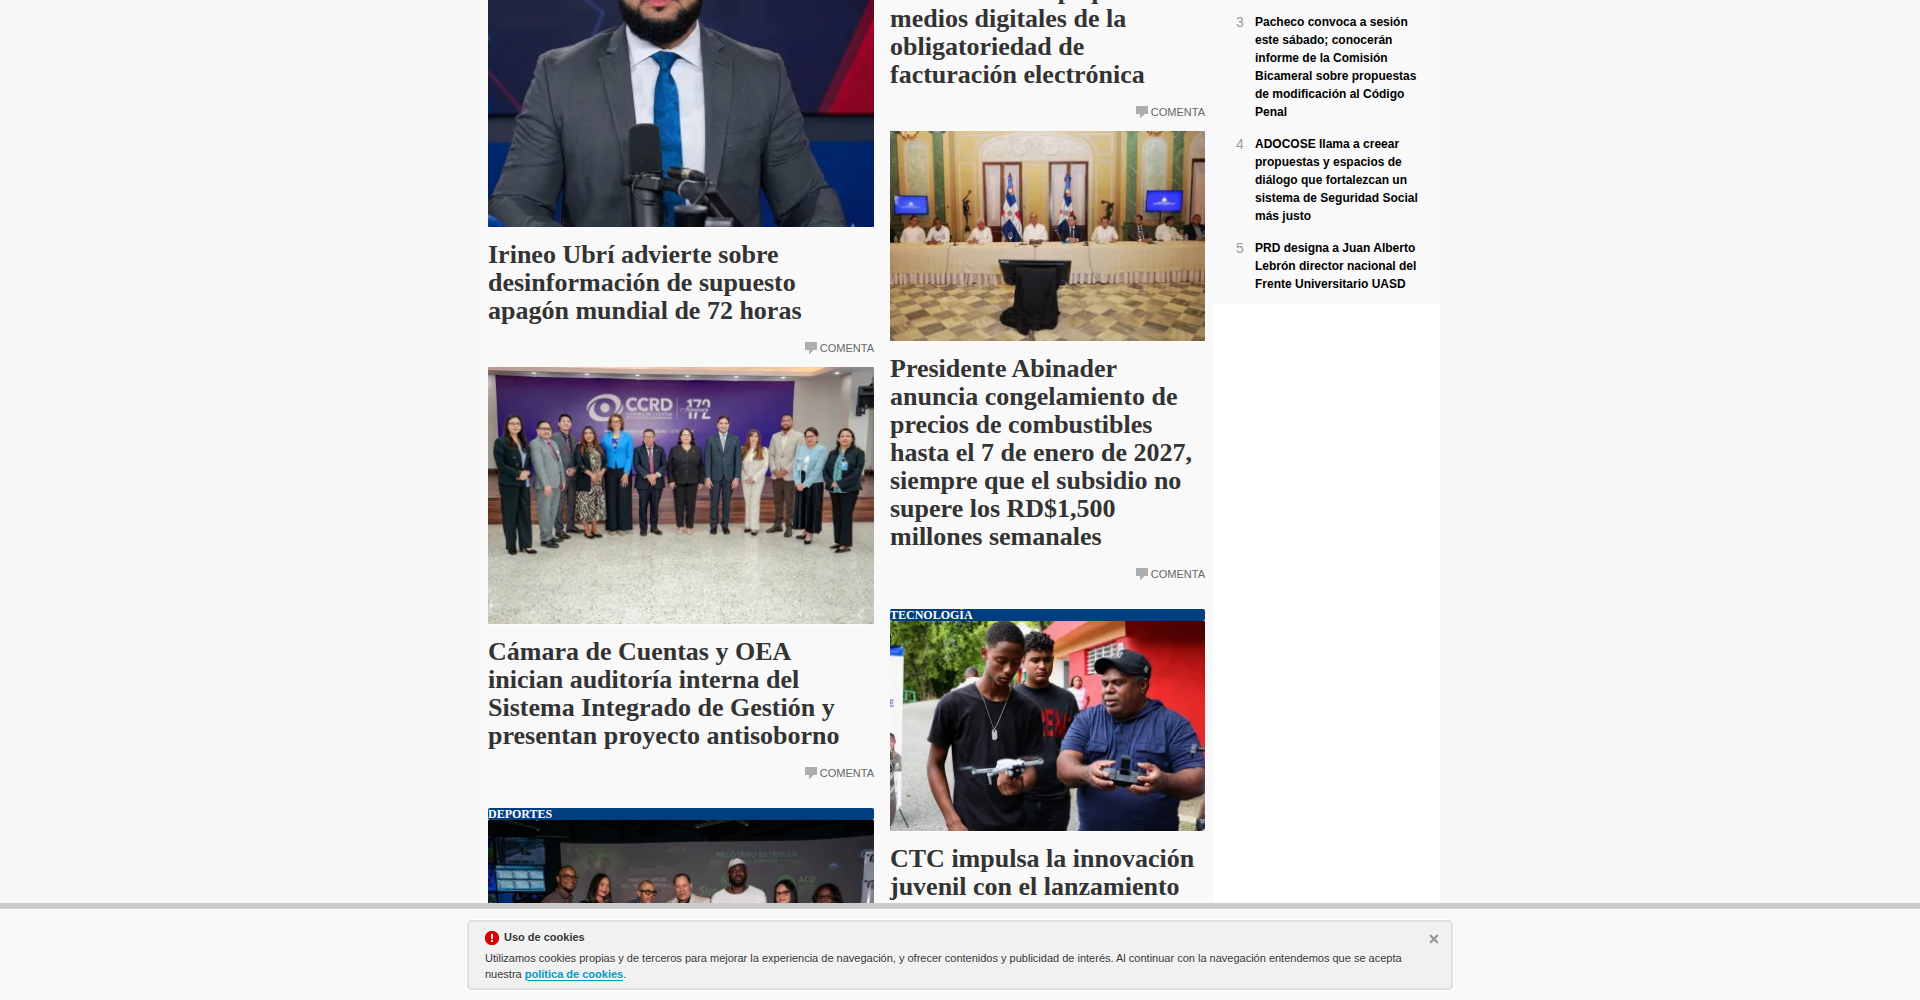 Irineo Ubrí advierte sobre
desinformación de supuesto
apagón mundial de 72 horas
COMENTA
CCRD
172
Cámara de Cuentas y OEA
inician auditoría interna del
Sistema Integrado de Gestión y
presentan proyecto antisoborno
COMENTA
DEPORTES
PELOTERO ESTRELLA
ACD
medios digitales de la
obligatoriedad de
facturación electrónica
COMENTA
Presidente Abinader
anuncia congelamiento de
precios de combustibles
hasta el 7 de enero de 2027,
siempre que el subsidio no
supere los RD$1,500
millones semanales
COMENTA
TECNOLOGÍA
CTC impulsa la innovación
juvenil con el lanzamiento
3 Pacheco convoca a sesión
este sábado; conocerán
informe de la Comisión
Bicameral sobre propuestas
de modificación al Código
Penal
4 ADOCOSE llama a creear
propuestas y espacios de
diálogo que fortalezcan un
sistema de Seguridad Social
más justo
5 PRD designa a Juan Alberto
Lebrón director nacional del
Frente Universitario UASD
Uso de cookies
Utilizamos cookies propias y de terceros para mejorar la experiencia de navegación, y ofrecer contenidos y publicidad de interés. Al continuar con la navegación entendemos que se acepta
nuestra política de cookies.